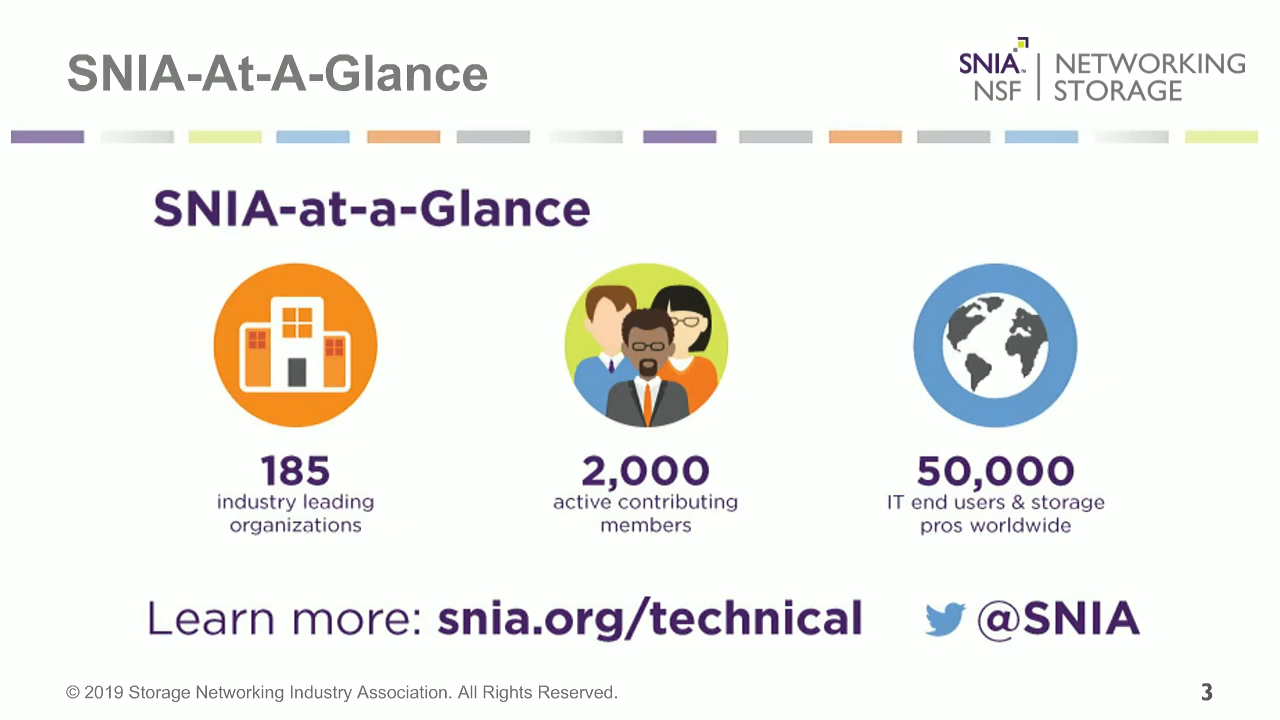 SNIA-At-A-Glance
SNIA™ NETWORKING
NSF STORAGE
SNIA-at-a-Glance
185
industry leading
organizations
2,000
active contributing
members
50,000
IT end users & storage
pros worldwide
Learn more: snia.org/technical @SNIA
© 2019 Storage Networking Industry Association. All Rights Reserved.
3